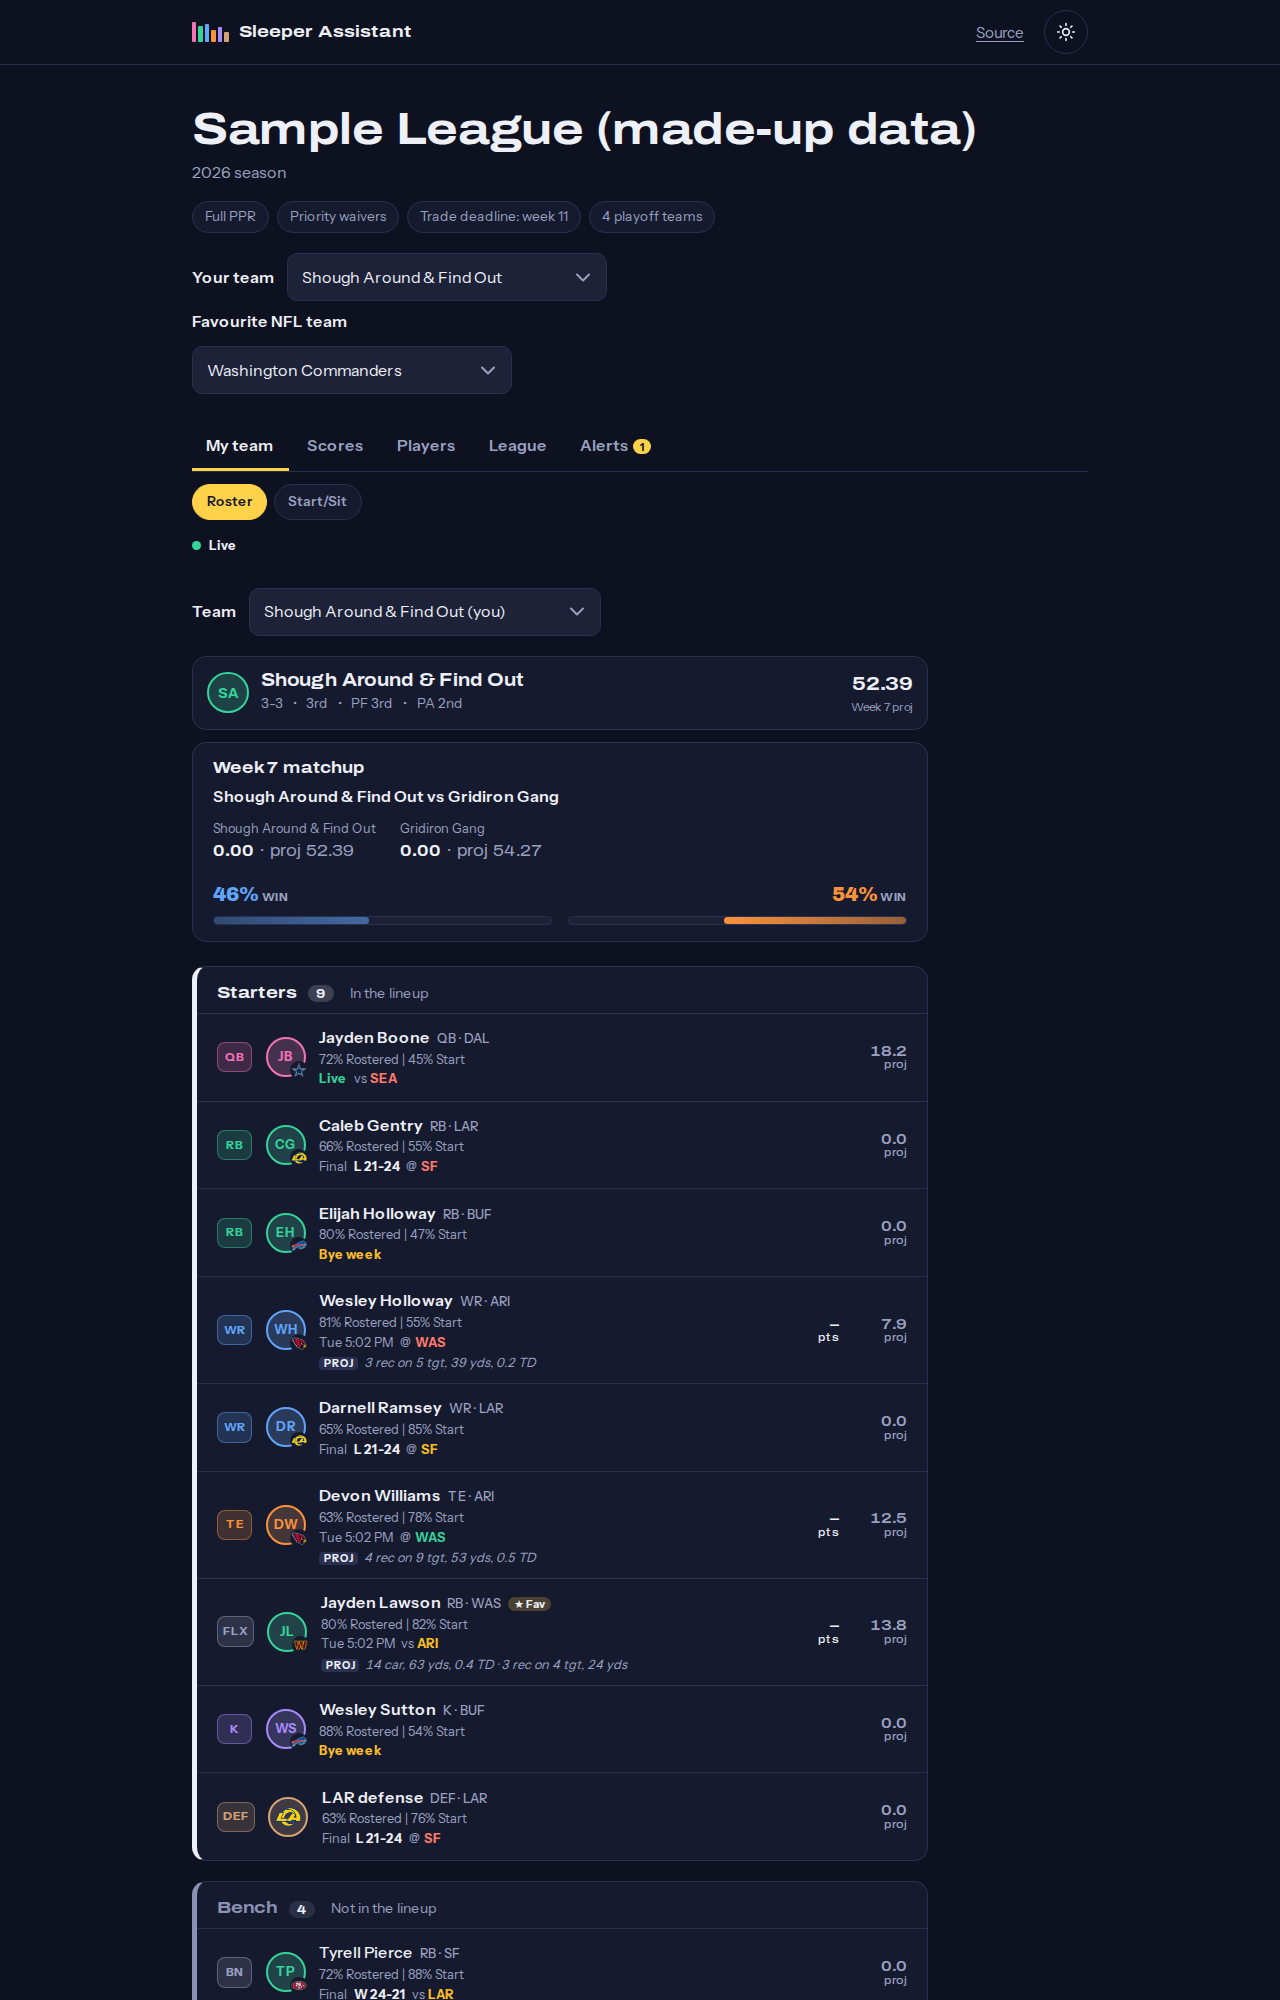 Sleeper Assistant
Source
Sample League (made-up data)
2026 season
Full PPR
Priority waivers
Trade deadline: week 11
4 playoff teams
Your team
Shough Around & Find Out
Favourite NFL team
Washington Commanders
My team
Scores
Players
League
Alerts 1
Roster
Start/Sit
Live
Team
Shough Around & Find Out (you)
SA
Shough Around & Find Out
3-3 · 3rd · PF 3rd · PA 2nd
52.39
Week 7 proj
Week 7 matchup
Shough Around & Find Out vs Gridiron Gang
Shough Around & Find Out
0.00 · proj 52.39
Gridiron Gang
0.00 · proj 54.27
46% WIN
54% WIN
Starters 9 In the lineup
QB
JB
Jayden Boone QB · DAL
72% Rostered | 45% Start
Live vs SEA
18.2
proj
RB
CG
Caleb Gentry RB · LAR
66% Rostered | 55% Start
Final L 21-24 @ SF
0.0
proj
RB
EH
Elijah Holloway RB · BUF
80% Rostered | 47% Start
Bye week
0.0
proj
WR
WH
Wesley Holloway WR · ARI
81% Rostered | 55% Start
Tue 5:02 PM @ WAS
PROJ 3 rec on 5 tgt, 39 yds, 0.2 TD
–
pts
7.9
proj
WR
DR
Darnell Ramsey WR · LAR
65% Rostered | 85% Start
Final L 21-24 @ SF
0.0
proj
TE
DW
Devon Williams TE · ARI
63% Rostered | 78% Start
Tue 5:02 PM @ WAS
PROJ 4 rec on 9 tgt, 53 yds, 0.5 TD
–
pts
12.5
proj
FLX
JL
Jayden Lawson RB · WAS ★ Fav
80% Rostered | 82% Start
Tue 5:02 PM vs ARI
PROJ 14 car, 63 yds, 0.4 TD · 3 rec on 4 tgt, 24 yds
–
pts
13.8
proj
K
WS
Wesley Sutton K · BUF
88% Rostered | 54% Start
Bye week
0.0
proj
DEF
LAR defense DEF · LAR
63% Rostered | 76% Start
Final L 21-24 @ SF
0.0
proj
Bench 4 Not in the lineup
BN
TP
Tyrell Pierce RB · SF
72% Rostered | 88% Start
Final W 24-21 vs LAR
0.0
proj